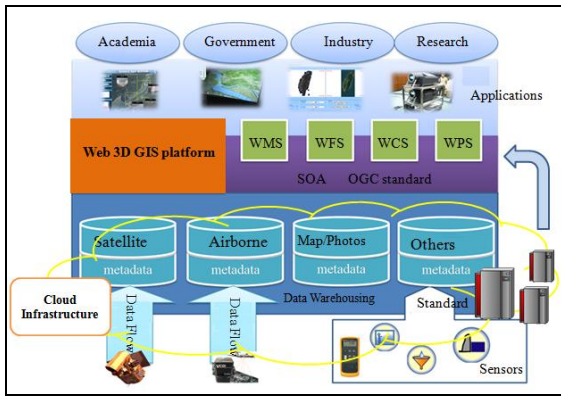 Academia
Government
Industry
Research
Applications
Web 3D GIS platform
WMS
WFS
WCS
WPS
SOA OGC standard
Satellite
Airborne
Map/Photos
Others
metadata
metadata
metadata
metadata
Cloud
Infrastructure
Data Flow
Data Flow
Data Warehousing
Standard
Sensors